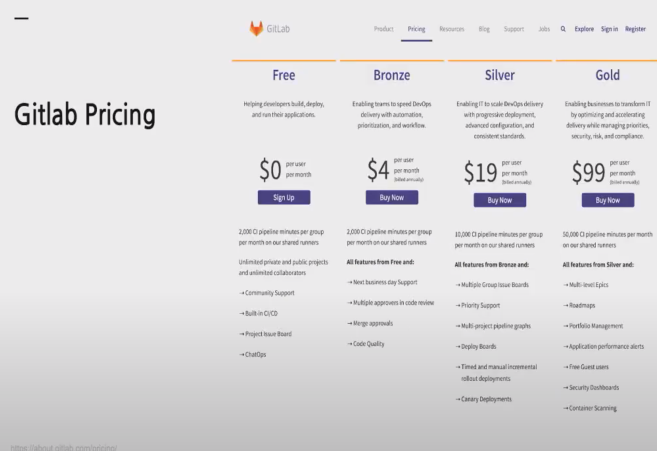 GitLab
Product Pricing Resources Blog Support Jobs Explore Sign in Register
Gitlab Pricing
Free
Helping developers build, deploy,
and run their applications.
$0 per user
per month
Sign Up
2,000 CI pipeline minutes per group
per month on our shared runners
Unlimited private and public projects
and unlimited collaborators
→ Community Support
→ Built-in CI/CD
→ Project Issue Board
→ ChatOps
Bronze
Enabling teams to speed DevOps
delivery with automation,
prioritization, and workflow.
$4 per user
per month
(billed annually)
Buy Now
2,000 CI pipeline minutes per group
per month on our shared runners
All features from Free and:
→ Next business day Support
→ Multiple approvers in code review
→ Merge approvals
→ Code Quality
Silver
Enabling IT to scale DevOps delivery
with progressive deployment,
advanced configuration, and
consistent standards.
$19 per user
per month
(billed annually)
Buy Now
10,000 CI pipeline minutes per group
per month on our shared runners
All features from Bronze and:
→ Multiple Group Issue Boards
→ Priority Support
→ Multi-project pipeline graphs
→ Deploy Boards
→ Timed and manual incremental
rollout deployments
→ Canary Deployments
Gold
Enabling businesses to transform IT
by optimizing and accelerating
delivery while managing priorities,
security, risk, and compliance.
$99 per user
per month
(billed annually)
Buy Now
50,000 CI pipeline minutes per month
on our shared runners
All features from Silver and:
→ Multi-level Epics
→ Roadmaps
→ Portfolio Management
→ Application performance alerts
→ Free Guest users
→ Security Dashboards
→ Container Scanning
https://about.gitlab.com/pricing/